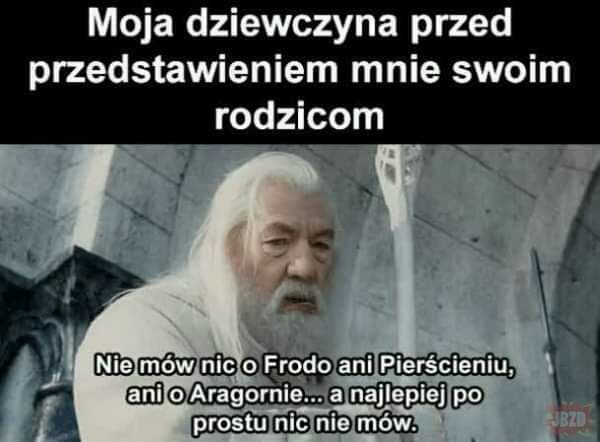 Moja dziewczyna przed
przedstawieniem mnie swoim
rodzicom
Nie mów nic o Frodo ani Pierścieniu,
ani o Aragornie... a najlepiej po
prostu nic nie mów.
JBZD